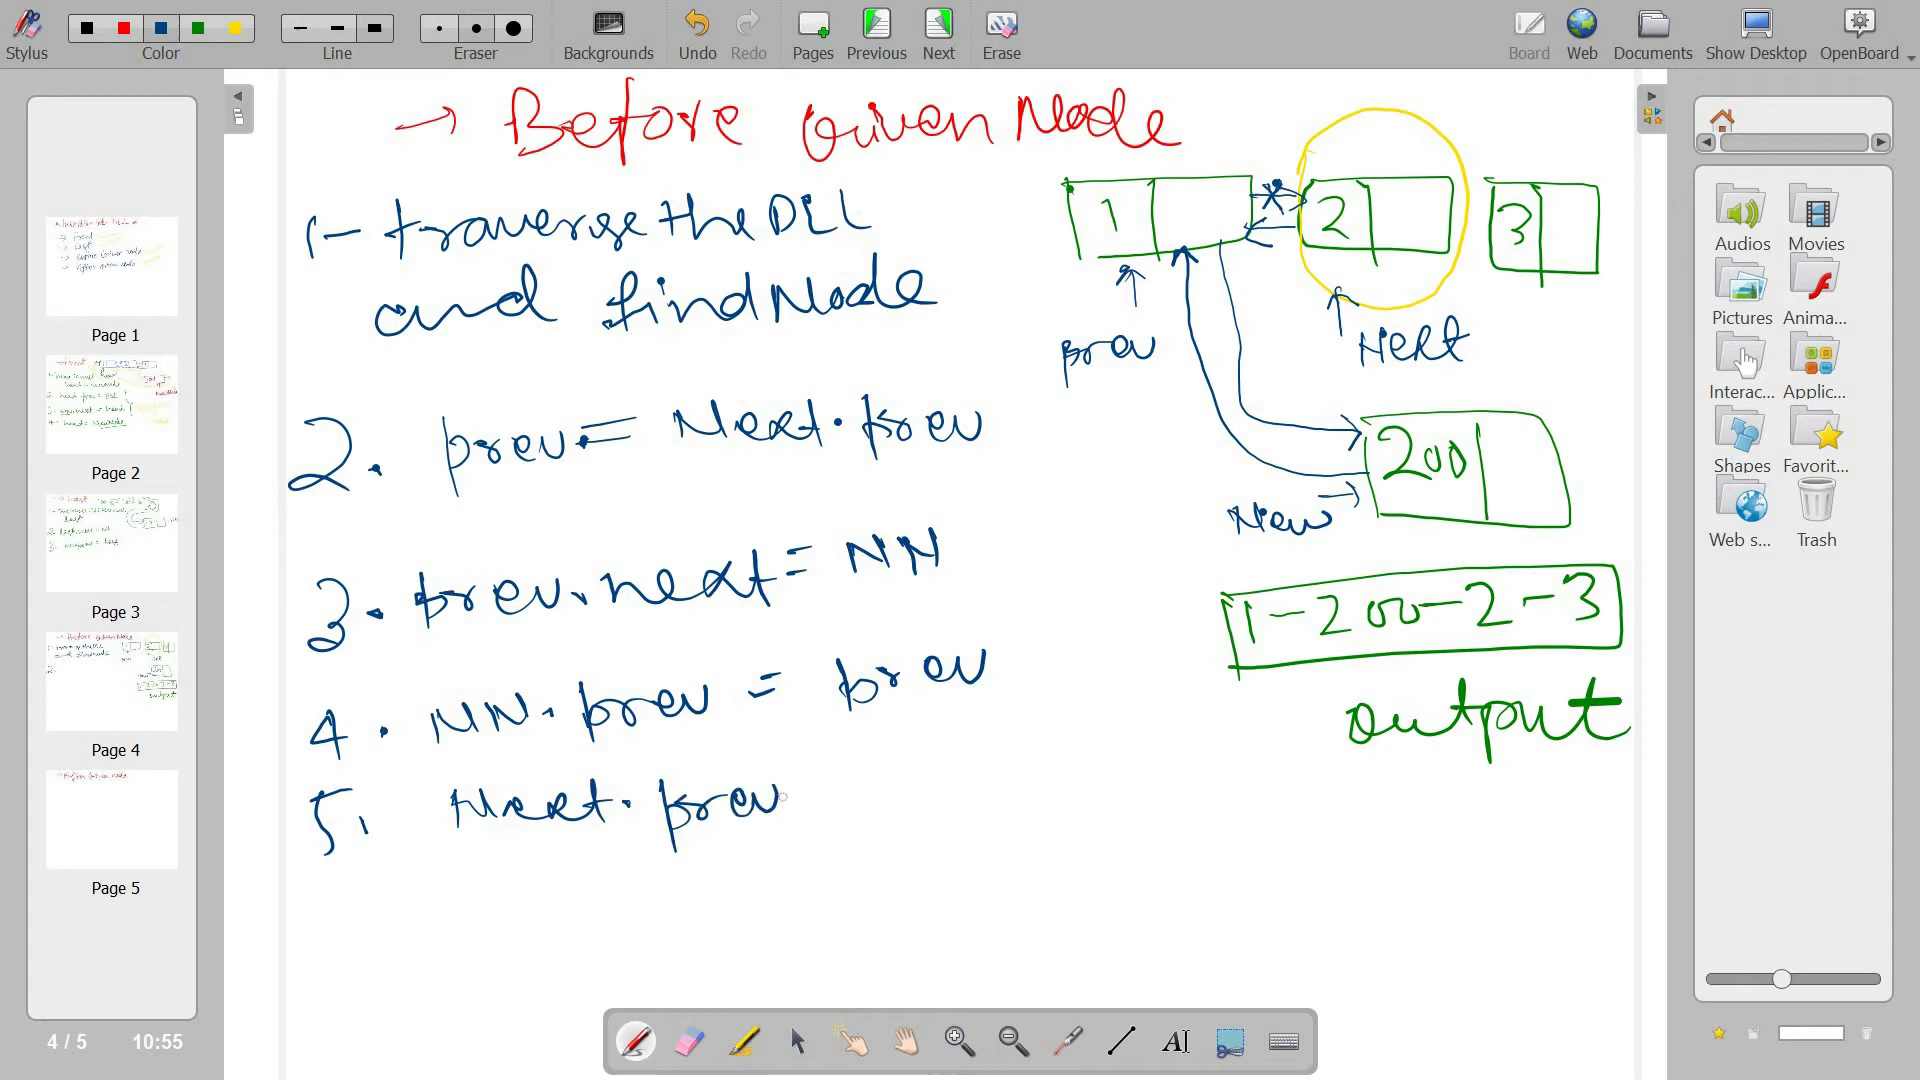 Stylus
Color
Line
Eraser
Backgrounds
Undo
Redo
Pages
Previous
Next
Erase
Board
Web
Documents
Show Desktop
OpenBoard
→ Before Given Node
1- traverse the DLL
and find Node
2. prev = Next.prev
3. prev.next = NN
4. NN.prev = prev
5. Next.prev
1
2
3
prev
Next
200
New
1-200-2-3
output
Page 1
Page 2
Page 3
Page 4
Page 5
4 / 5
10:55
Audios
Movies
Pictures
Anima...
Interac...
Applic...
Shapes
Favorit...
Web s...
Trash